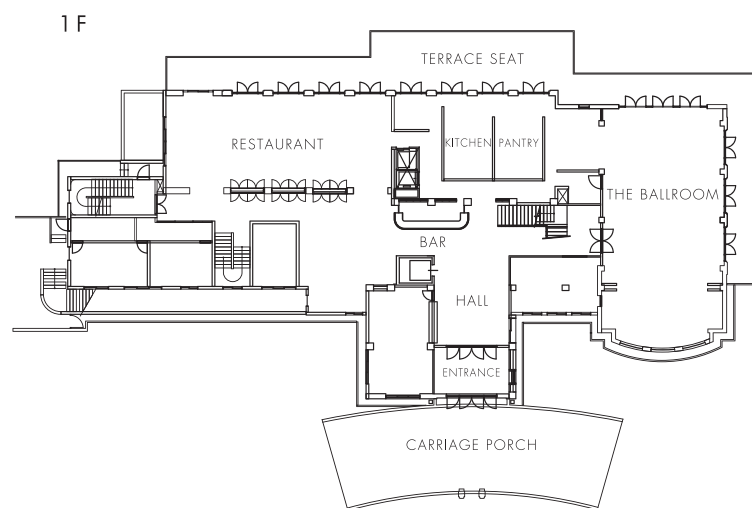 1F
TERRACE SEAT
RESTAURANT
KITCHEN
PANTRY
THE BALLROOM
BAR
HALL
ENTRANCE
CARRIAGE PORCH